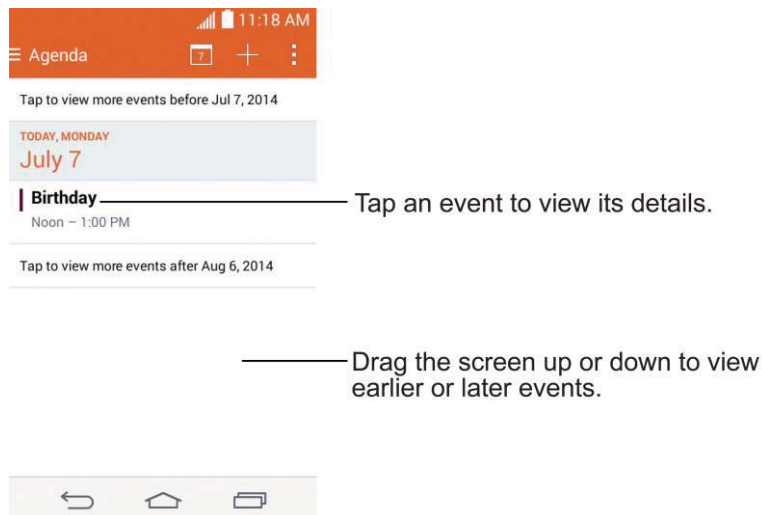 11:18 AM
Agenda 7
Tap to view more events before Jul 7, 2014
TODAY, MONDAY
July 7
Birthday
Tap an event to view its details.
Noon – 1:00 PM
Tap to view more events after Aug 6, 2014
Drag the screen up or down to view
earlier or later events.